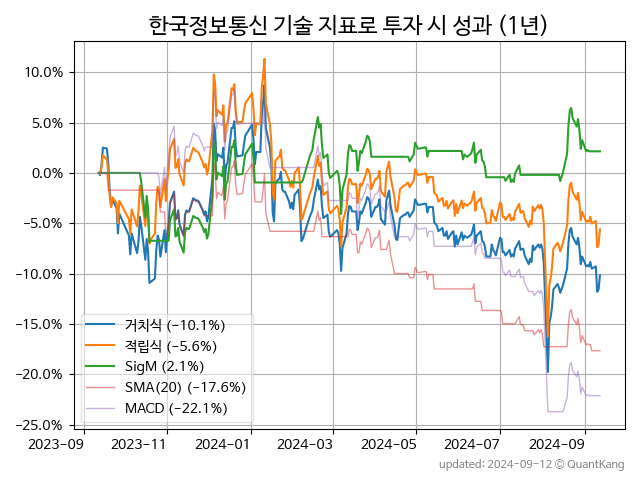 한국정보통신 기술 지표로 투자 시 성과 (1년)
10.0%
5.0%
0.0%
−5.0%
−10.0%
−15.0%
−20.0%
−25.0%
거치식 (−10.1%)
적립식 (−5.6%)
SigM (2.1%)
SMA(20) (−17.6%)
MACD (−22.1%)
2023-09 2023-11 2024-01 2024-03 2024-05 2024-07 2024-09
updated: 2024-09-12 © QuantKang